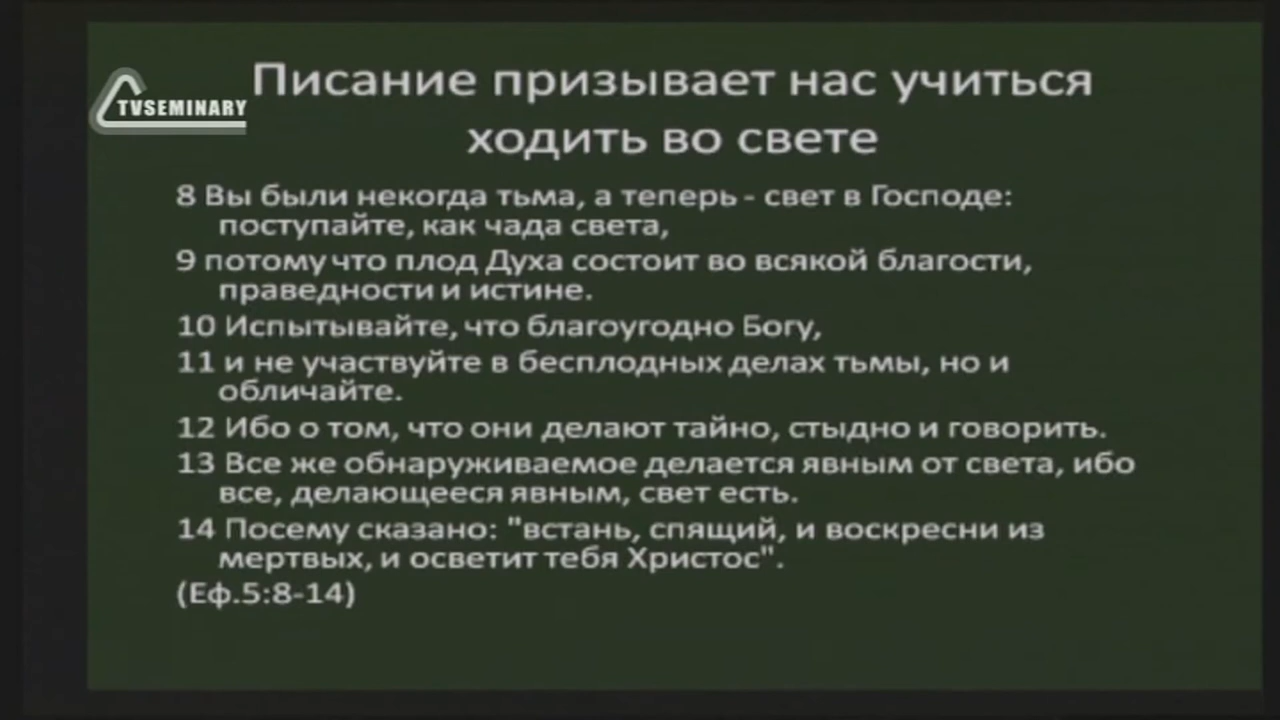 Писание призывает нас учиться
TVSEMINARY
ходить во свете
8 Вы были некогда тьма, а теперь - свет в Господе:
поступайте, как чада света,
9 потому что плод Духа состоит во всякой благости,
праведности и истине.
10 Испытывайте, что благоугодно Богу,
11 и не участвуйте в бесплодных делах тьмы, но и
обличайте.
12 Ибо о том, что они делают тайно, стыдно и говорить.
13 Все же обнаруживаемое делается явным от света, ибо
все, делающееся явным, свет есть.
14 Посему сказано: "встань, спящий, и воскресни из
мертвых, и осветит тебя Христос".
(Еф.5:8-14)